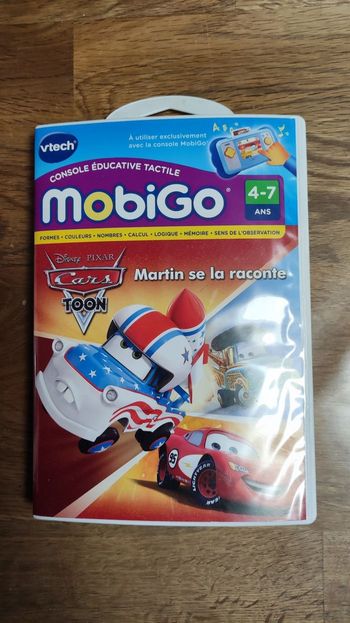 vtech
À utiliser exclusivement
avec la console MobiGo
CONSOLE ÉDUCATIVE TACTILE
MobiGo®
4-7
ANS
FORMES • COULEURS • NOMBRES • CALCUL • LOGIQUE • MÉMOIRE • SENS DE L'OBSERVATION
Disney • PIXAR
Cars
TOON
Martin se la raconte
95